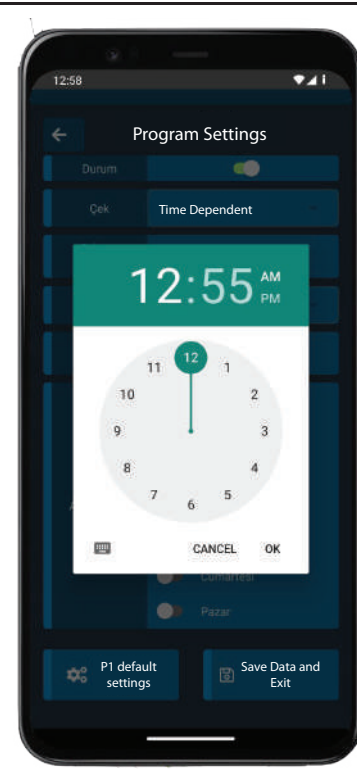 12:58
Program Settings
Durum
Çek
Time Dependent
12:55
AM
PM
12
11
1
10
2
9
3
8
4
7
5
6
CANCEL
OK
Cumartesi
Pazar
P1 default
settings
Save Data and
Exit